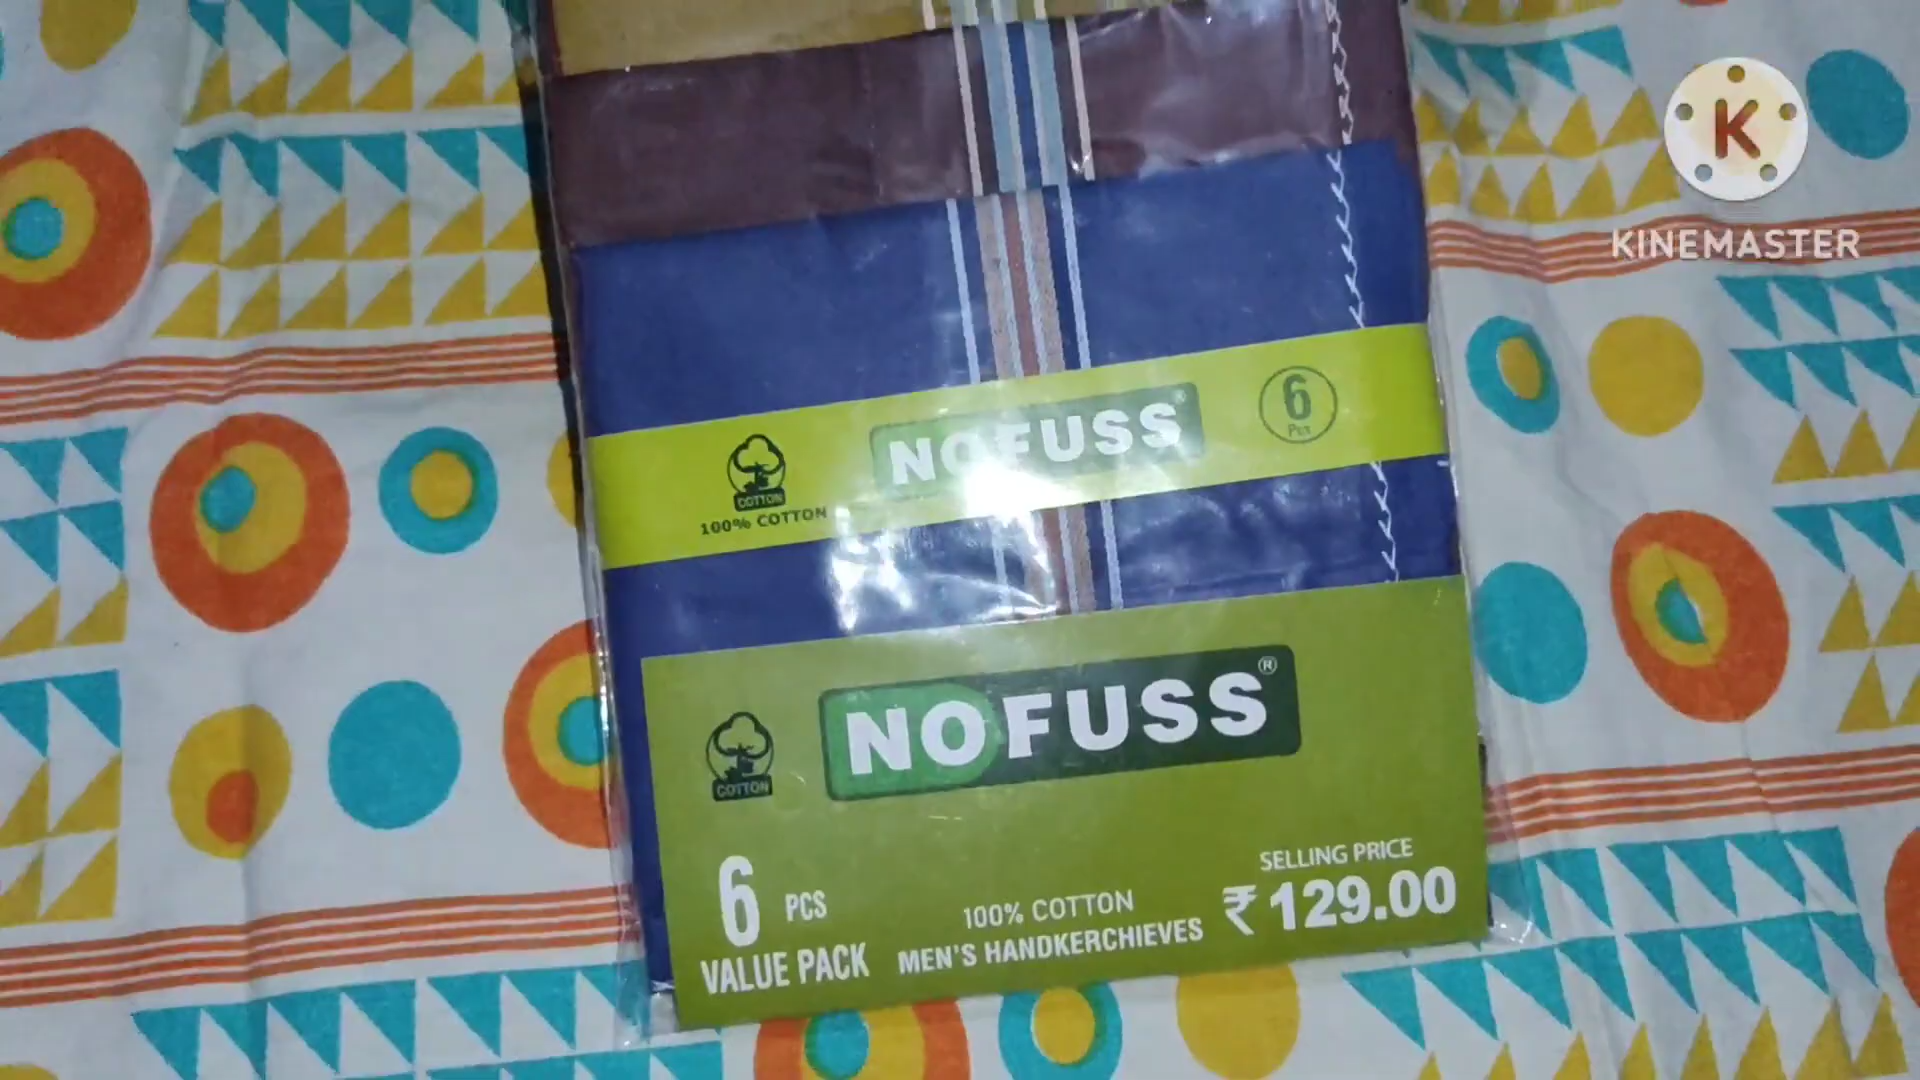 K
KINEMASTER
6
Pcs
NOFUSS®
COTTON
100% COTTON
NOFUSS®
COTTON
6 PCS
VALUE PACK
100% COTTON
MEN'S HANDKERCHIEVES
SELLING PRICE
₹129.00